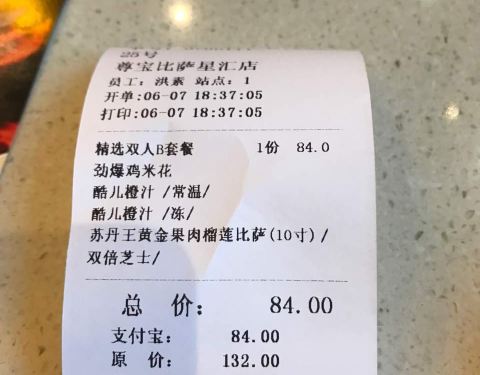 25号
尊宝比萨星汇店
员工: 洪素 站点: 1
开单:06-07 18:37:05
打印:06-07 18:37:05
精选双人B套餐 1份 84.0
劲爆鸡米花
酷儿橙汁 /常温/
酷儿橙汁 /冻/
苏丹王黄金果肉榴莲比萨(10寸)/
双倍芝士/
总 价: 84.00
支付宝: 84.00
原 价: 132.00